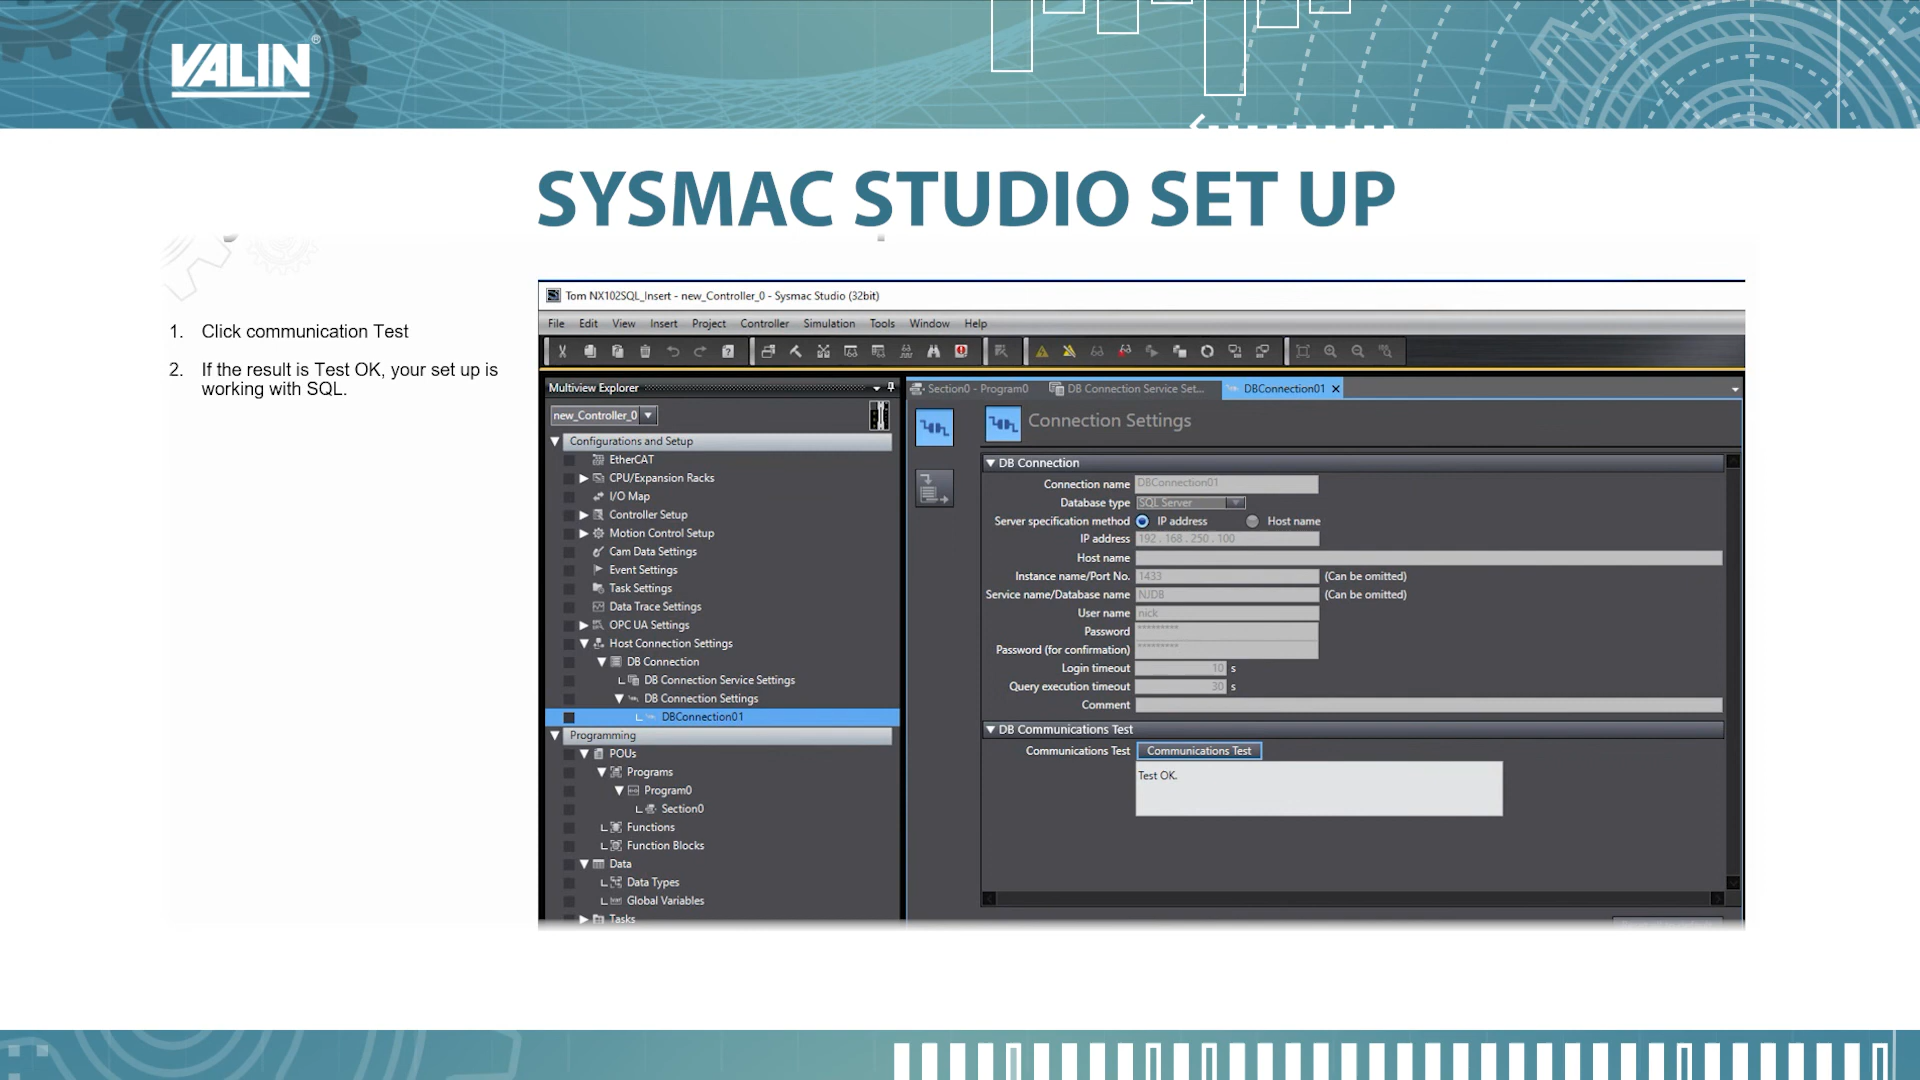 VALIN®
SYSMAC STUDIO SET UP
1. Click communication Test
2. If the result is Test OK, your set up is
working with SQL.
Tom NX102SQL_Insert - new_Controller_0 - Sysmac Studio (32bit)
File Edit View Insert Project Controller Simulation Tools Window Help
Multiview Explorer
new_Controller_0
Configurations and Setup
EtherCAT
CPU/Expansion Racks
I/O Map
Controller Setup
Motion Control Setup
Cam Data Settings
Event Settings
Task Settings
Data Trace Settings
OPC UA Settings
Host Connection Settings
DB Connection
DB Connection Service Settings
DB Connection Settings
DBConnection01
Programming
POUs
Programs
Program0
Section0
Functions
Function Blocks
Data
Data Types
Global Variables
Tasks
Section0 - Program0 DB Connection Service Set... DBConnection01
Connection Settings
DB Connection
Connection name DBConnection01
Database type SQL Server
Server specification method IP address Host name
IP address 192 . 168 . 250 . 100
Host name
Instance name/Port No. 1433 (Can be omitted)
Service name/Database name NJDB (Can be omitted)
User name nick
Password *********
Password (for confirmation) *********
Login timeout 10 s
Query execution timeout 30 s
Comment
DB Communications Test
Communications Test Communications Test
Test OK.